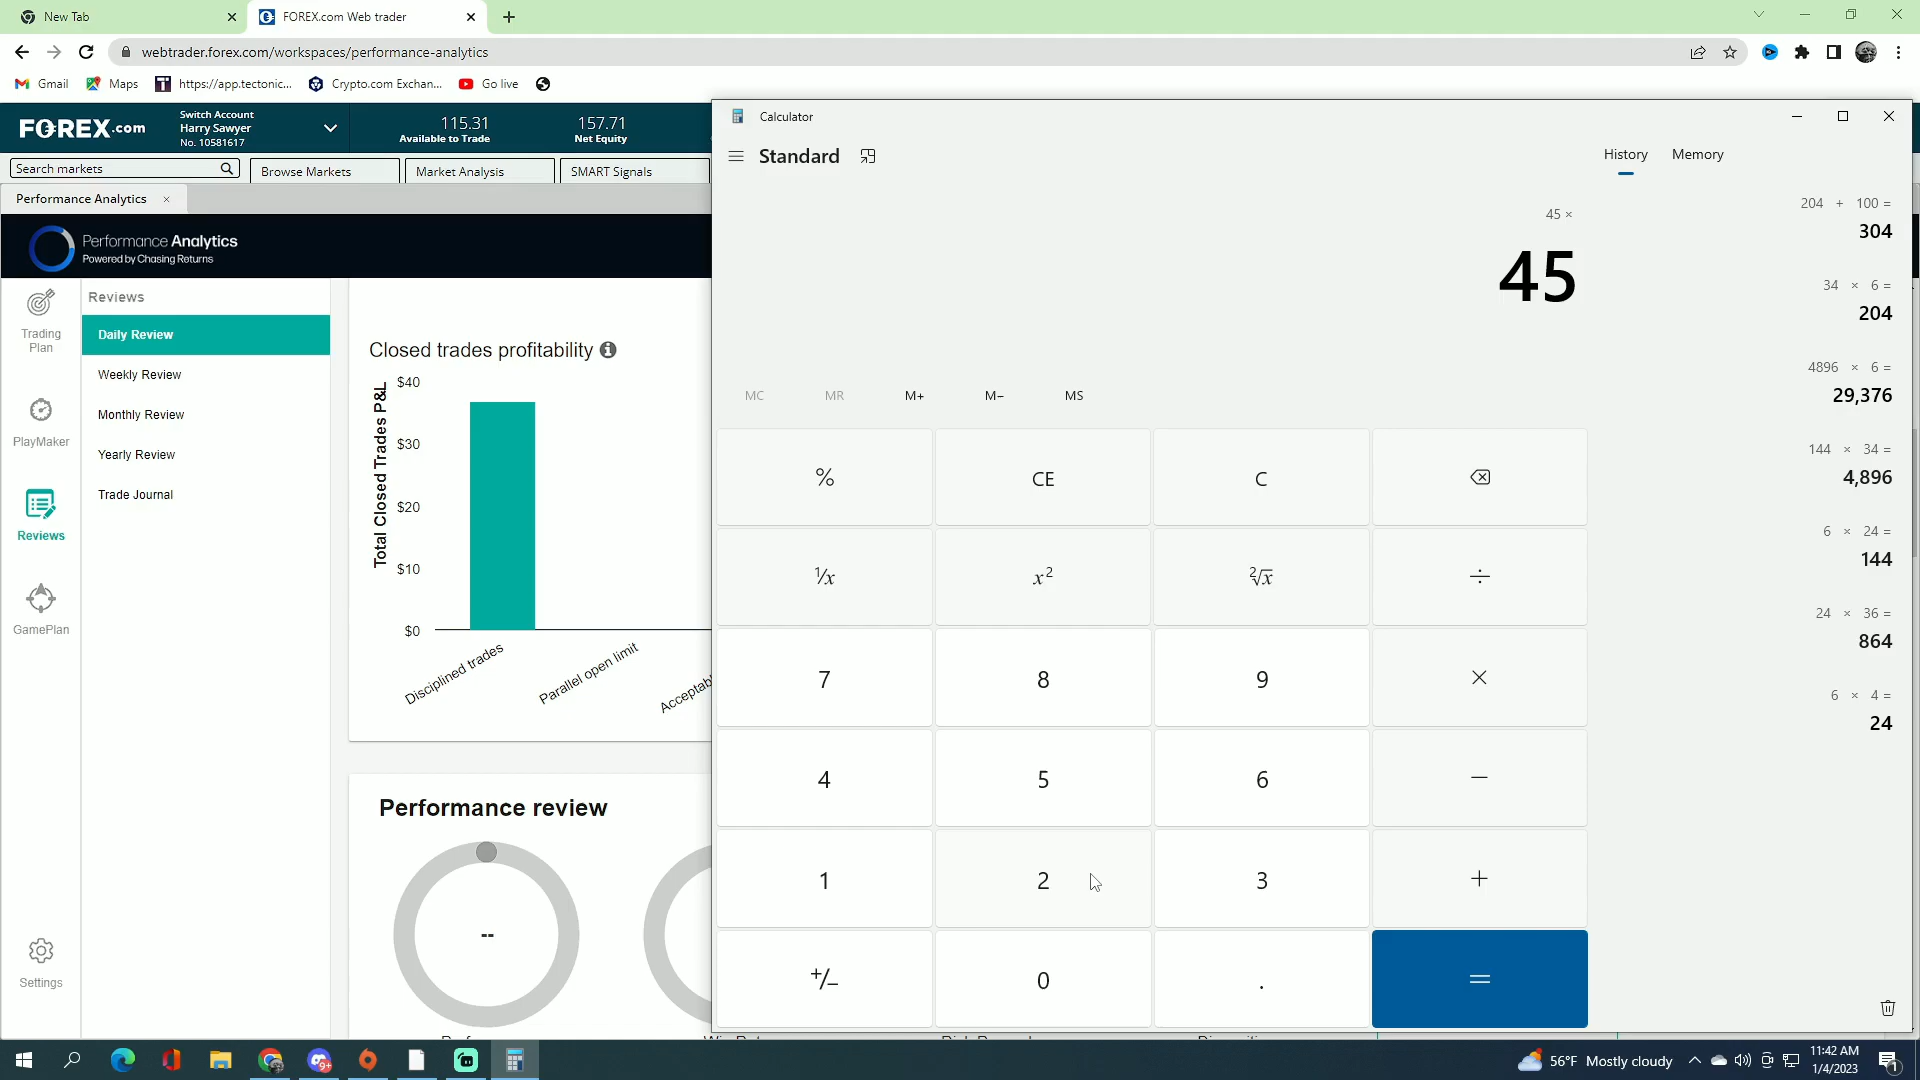 New Tab
FOREX.com Web trader
webtrader.forex.com/workspaces/performance-analytics
Gmail
Maps
https://app.tectonic...
Crypto.com Exchan...
Go live
FOREX.com
Switch Account
Harry Sawyer
No. 10581617
115.31
Available to Trade
157.71
Net Equity
Search markets
Browse Markets
Market Analysis
SMART Signals
Performance Analytics
Performance Analytics
Powered by Chasing Returns
Trading
Plan
PlayMaker
Reviews
GamePlan
Settings
Reviews
Daily Review
Weekly Review
Monthly Review
Yearly Review
Trade Journal
Closed trades profitability
Total Closed Trades P&L
$40
$30
$20
$10
$0
Disciplined trades
Parallel open limit
Performance review
--
Calculator
Standard
45 ×
45
MC MR M+ M− MS
% CE C
⅟x x² ²√x ÷
7 8 9 ×
4 5 6 −
1 2 3 +
+/− 0 . =
History Memory
204 + 100 =
304
34 × 6 =
204
4896 × 6 =
29,376
144 × 34 =
4,896
6 × 24 =
144
24 × 36 =
864
6 × 4 =
24
9+
56°F Mostly cloudy
11:42 AM
1/4/2023
1